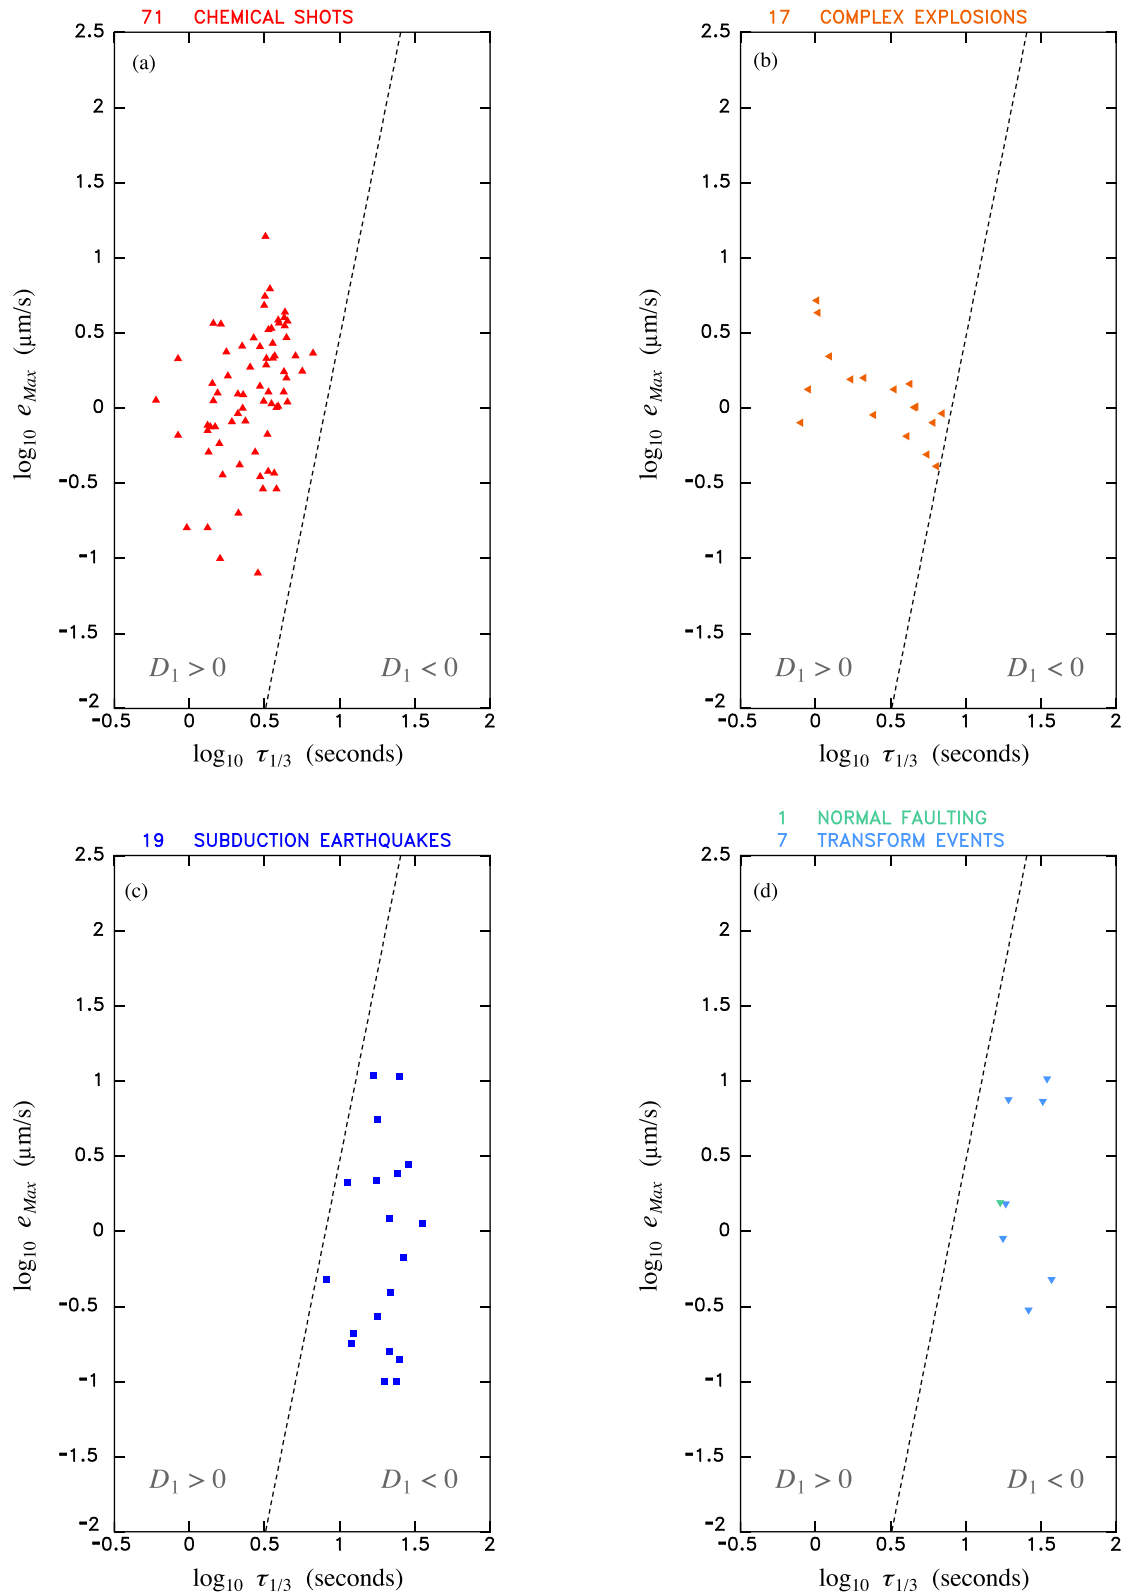 71 CHEMICAL SHOTS
(a)
2.5
2
1.5
1
0.5
0
-0.5
-1
-1.5
-2
log10 eMax (μm/s)
D1 > 0
D1 < 0
-0.5 0 0.5 1 1.5 2
log10 τ1/3 (seconds)
17 COMPLEX EXPLOSIONS
(b)
2.5
2
1.5
1
0.5
0
-0.5
-1
-1.5
-2
log10 eMax (μm/s)
D1 > 0
D1 < 0
-0.5 0 0.5 1 1.5 2
log10 τ1/3 (seconds)
19 SUBDUCTION EARTHQUAKES
(c)
2.5
2
1.5
1
0.5
0
-0.5
-1
-1.5
-2
log10 eMax (μm/s)
D1 > 0
D1 < 0
-0.5 0 0.5 1 1.5 2
log10 τ1/3 (seconds)
1 NORMAL FAULTING
7 TRANSFORM EVENTS
(d)
2.5
2
1.5
1
0.5
0
-0.5
-1
-1.5
-2
log10 eMax (μm/s)
D1 > 0
D1 < 0
-0.5 0 0.5 1 1.5 2
log10 τ1/3 (seconds)